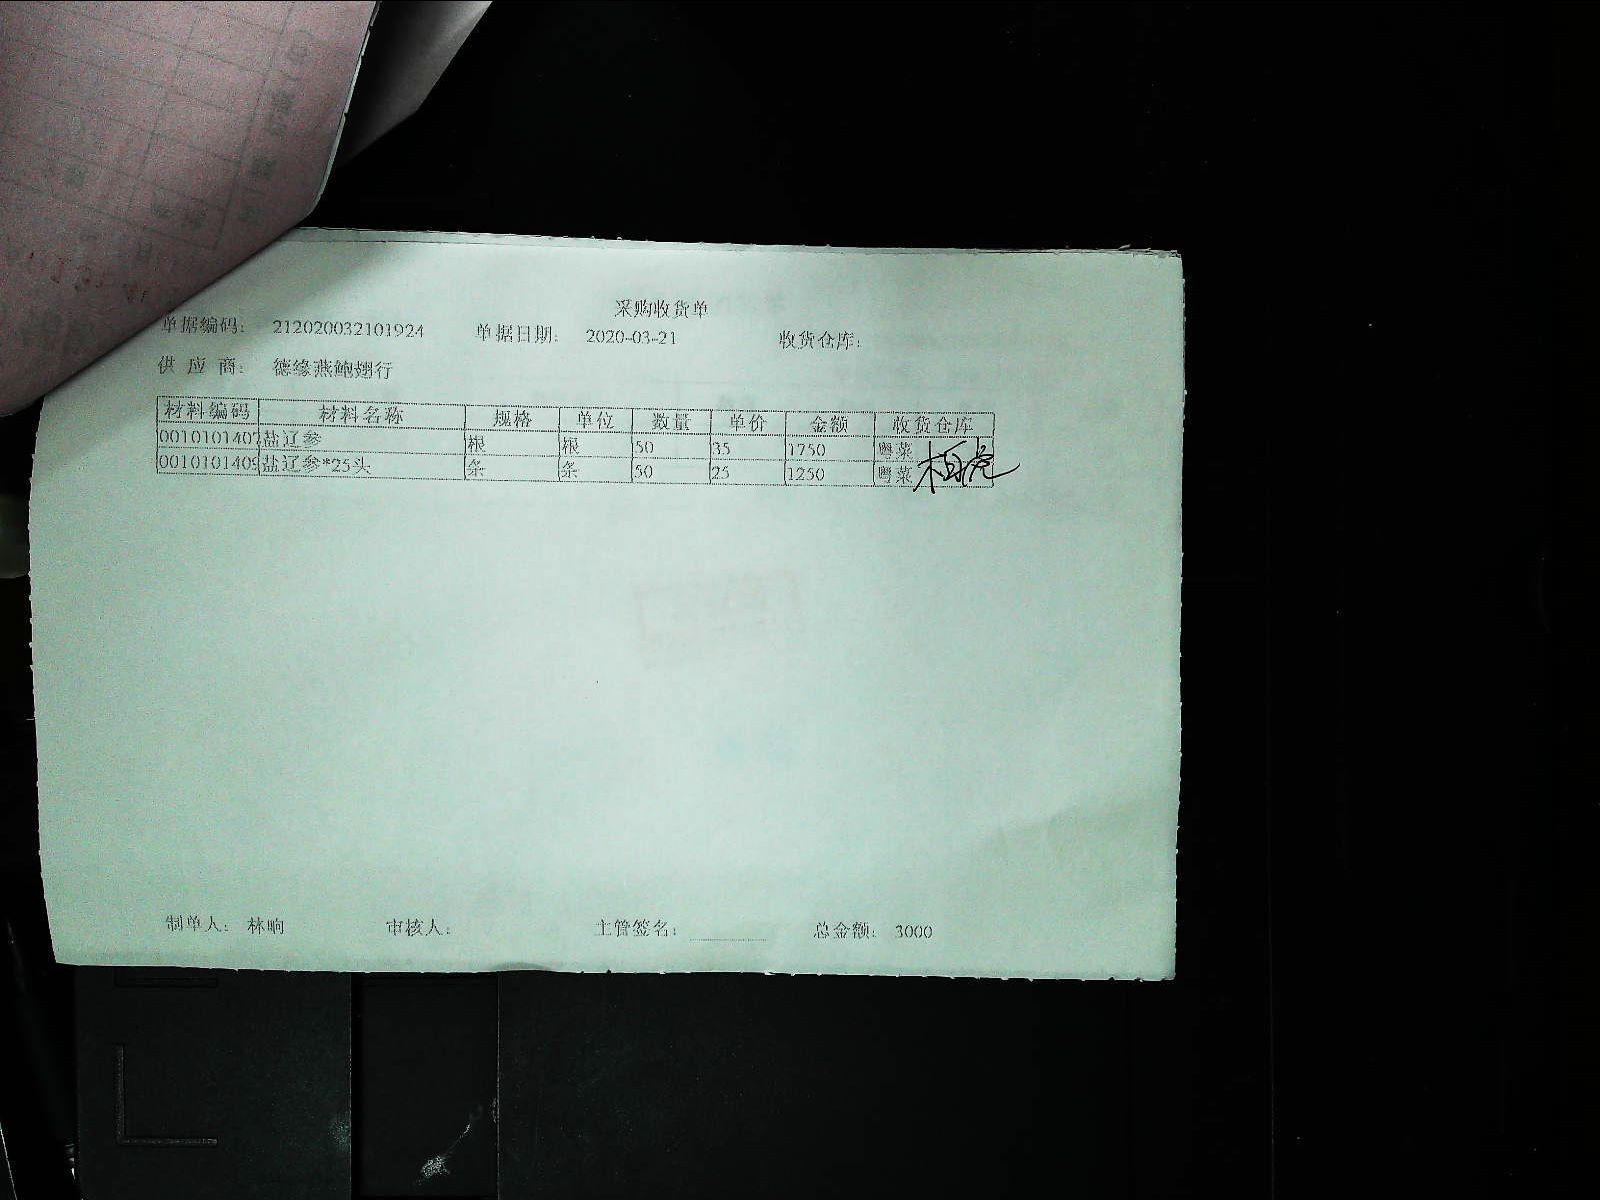 采购收货单
单据编码: 212020032101924 单据日期: 2020-03-21 收货仓库:
供 应 商: 德缘燕鲍翅行
材料编码 材料名称 规格 单位 数量 单价 金额 收货仓库
0010101407 盐辽参 根 根 50 35 1750 粤菜
0010101409 盐辽参*25头 条 条 50 25 1250 粤菜
制单人: 林晌 审核人: 主管签名: 总金额: 3000